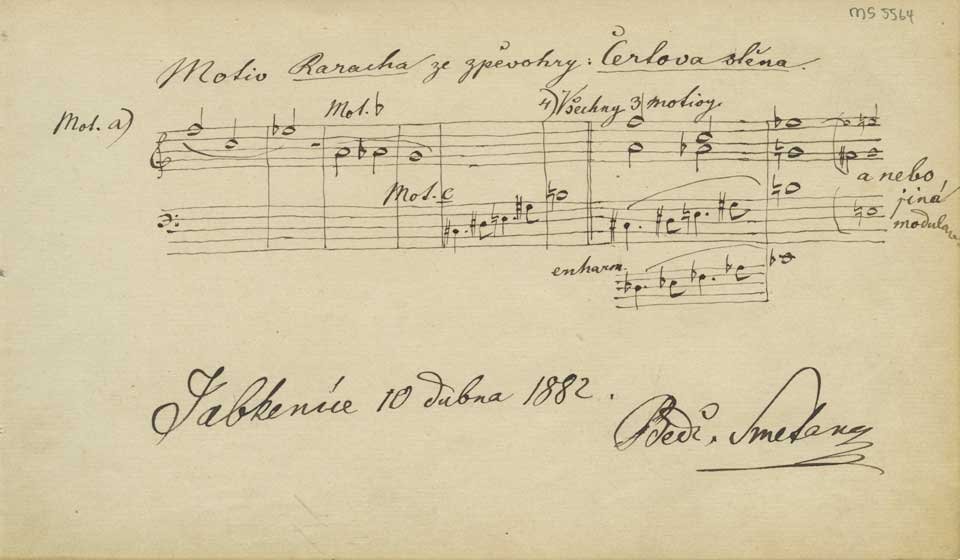 MS 5564
Motiv Raracha ze zpěvohry: Čertova stěna.
Mot. a)
Mot. b
4) Všechny 3 motivy.
Mot. c
a nebo
jiná
modulace
enharm.
Jabkenice 10 dubna 1882.
Bedř. Smetana